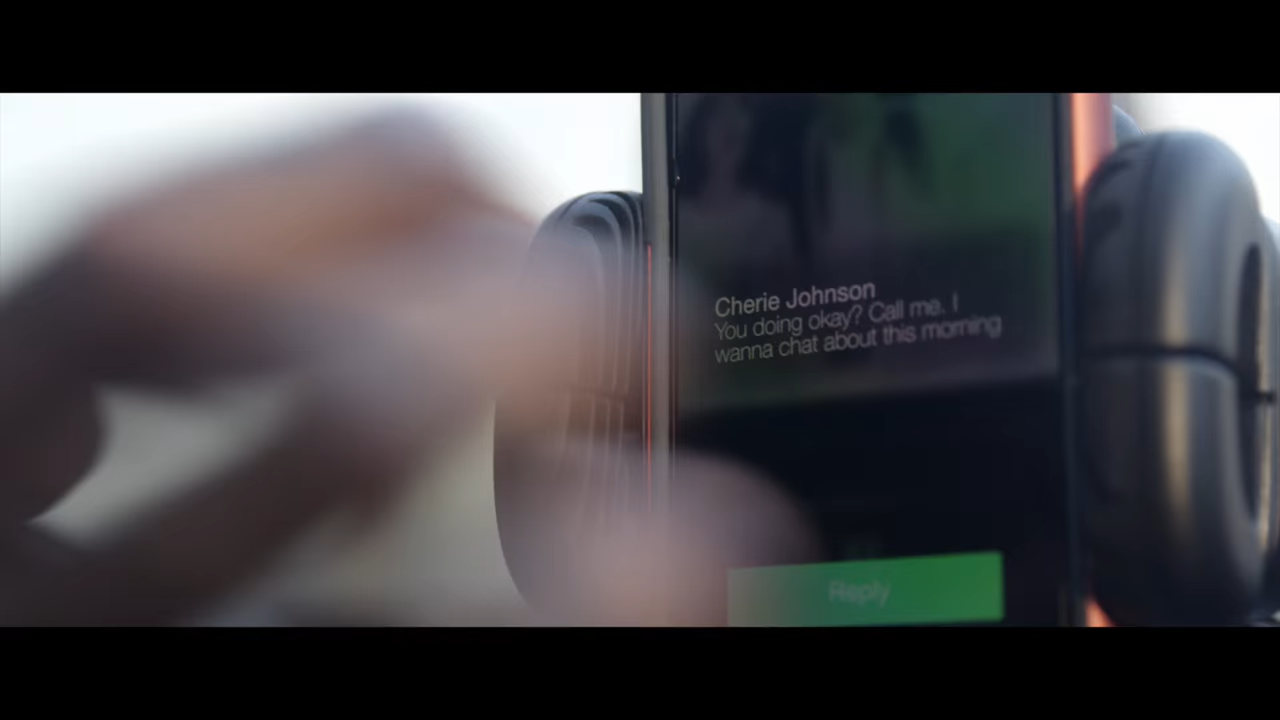 Cherie Johnson
You doing okay? Call me. I
wanna chat about this morning
Reply